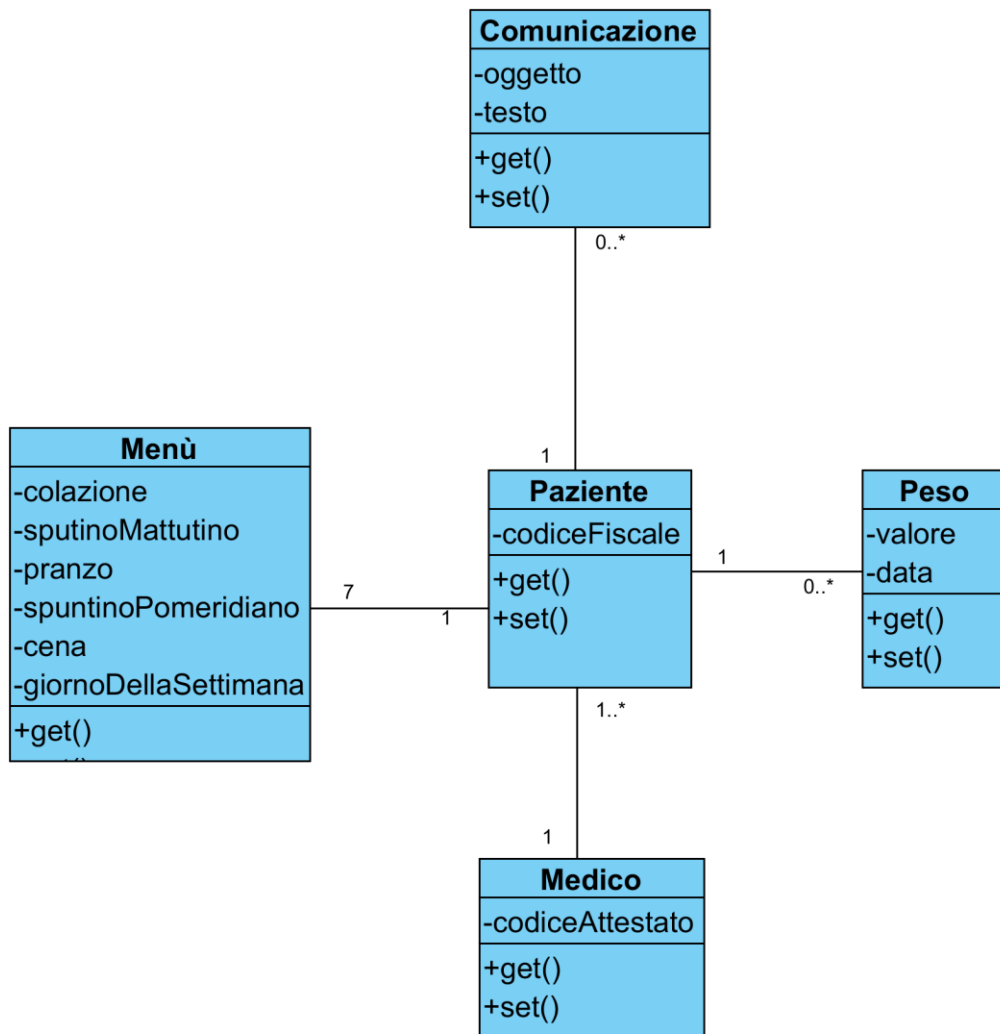 Comunicazione
-oggetto
-testo
+get()
+set()
0..*
1
Menù
-colazione
-sputinoMattutino
-pranzo
-spuntinoPomeridiano
-cena
-giornoDellaSettimana
+get()
7
1
Paziente
-codiceFiscale
+get()
+set()
1
0..*
Peso
-valore
-data
+get()
+set()
1..*
1
Medico
-codiceAttestato
+get()
+set()